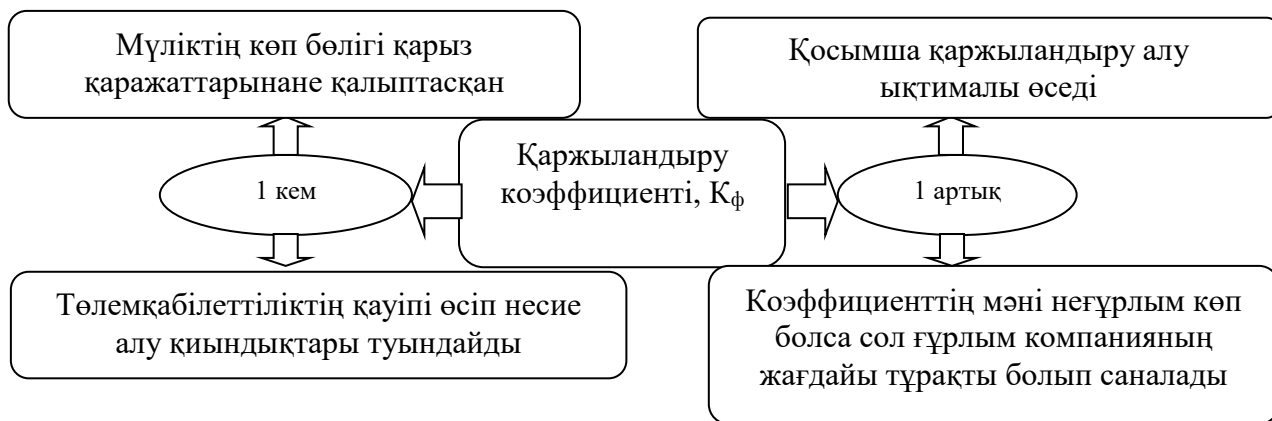 Мүліктің көп бөлігі қарыз
қаражаттарынане қалыптасқан
Қосымша қаржыландыру алу
ықтималы өседі
Қаржыландыру
коэффициенті, Кф
1 кем
1 артық
Төлемқабілеттіліктің қауіпі өсіп несие
алу қиындықтары туындайды
Коэффициенттің мәні неғұрлым көп
болса сол ғұрлым компанияның
жағдайы тұрақты болып саналады